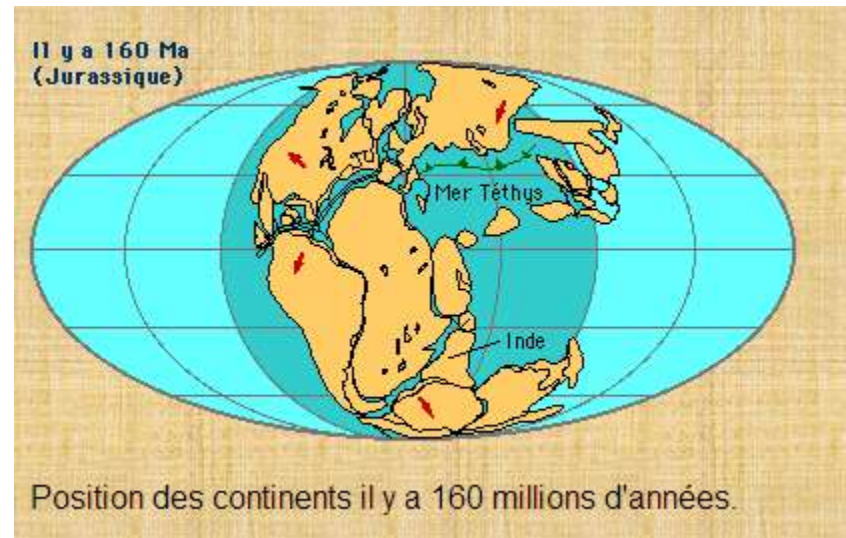 Il y a 160 Ma
(Jurassique)
Mer Téthys
Inde
Position des continents il y a 160 millions d'années.